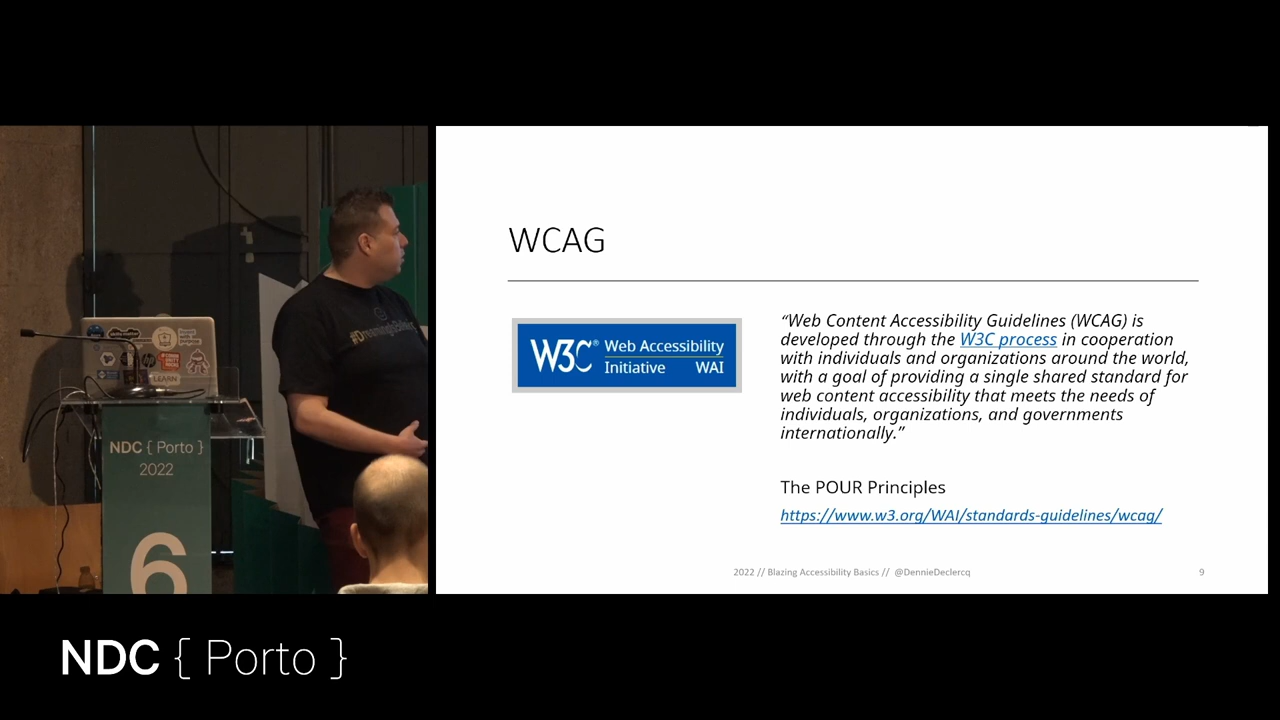 WCAG
W3C® Web Accessibility
Initiative WAI
“Web Content Accessibility Guidelines (WCAG) is
developed through the W3C process in cooperation
with individuals and organizations around the world,
with a goal of providing a single shared standard for
web content accessibility that meets the needs of
individuals, organizations, and governments
internationally.”
The POUR Principles
https://www.w3.org/WAI/standards-guidelines/wcag/
2022 // Blazing Accessibility Basics // @DennieDeclercq
9
LEARN
NDC { Porto }
2022
6
NDC { Porto }